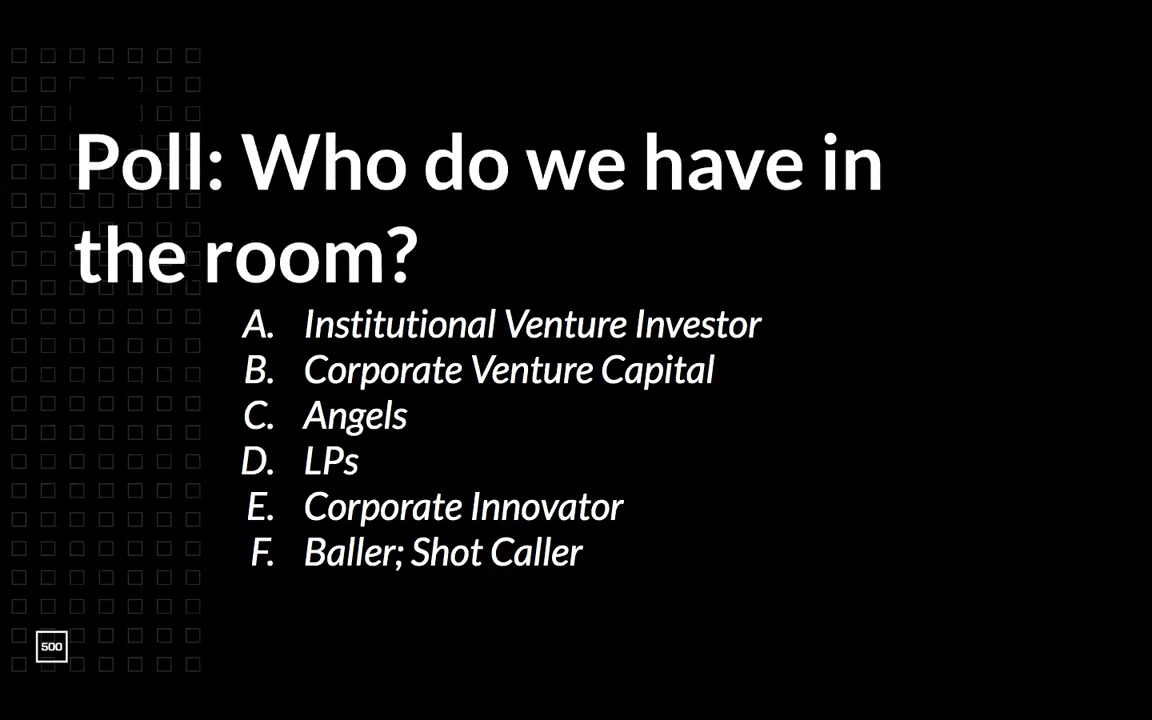 Poll: Who do we have in
the room?
A. Institutional Venture Investor
B. Corporate Venture Capital
C. Angels
D. LPs
E. Corporate Innovator
F. Baller; Shot Caller
500